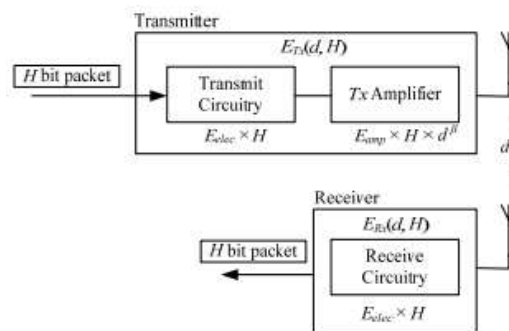 Transmitter
E_Tx(d, H)
H bit packet
Transmit
Circuitry
Tx Amplifier
E_elec × H
E_amp × H × d^β
d
Receiver
E_Rx(d, H)
H bit packet
Receive
Circuitry
E_elec × H